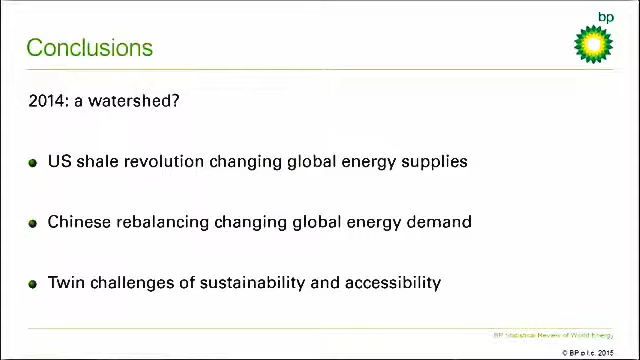 bp
Conclusions
2014: a watershed?
US shale revolution changing global energy supplies
Chinese rebalancing changing global energy demand
Twin challenges of sustainability and accessibility
BP Statistical Review of World Energy
© BP p.l.c. 2015